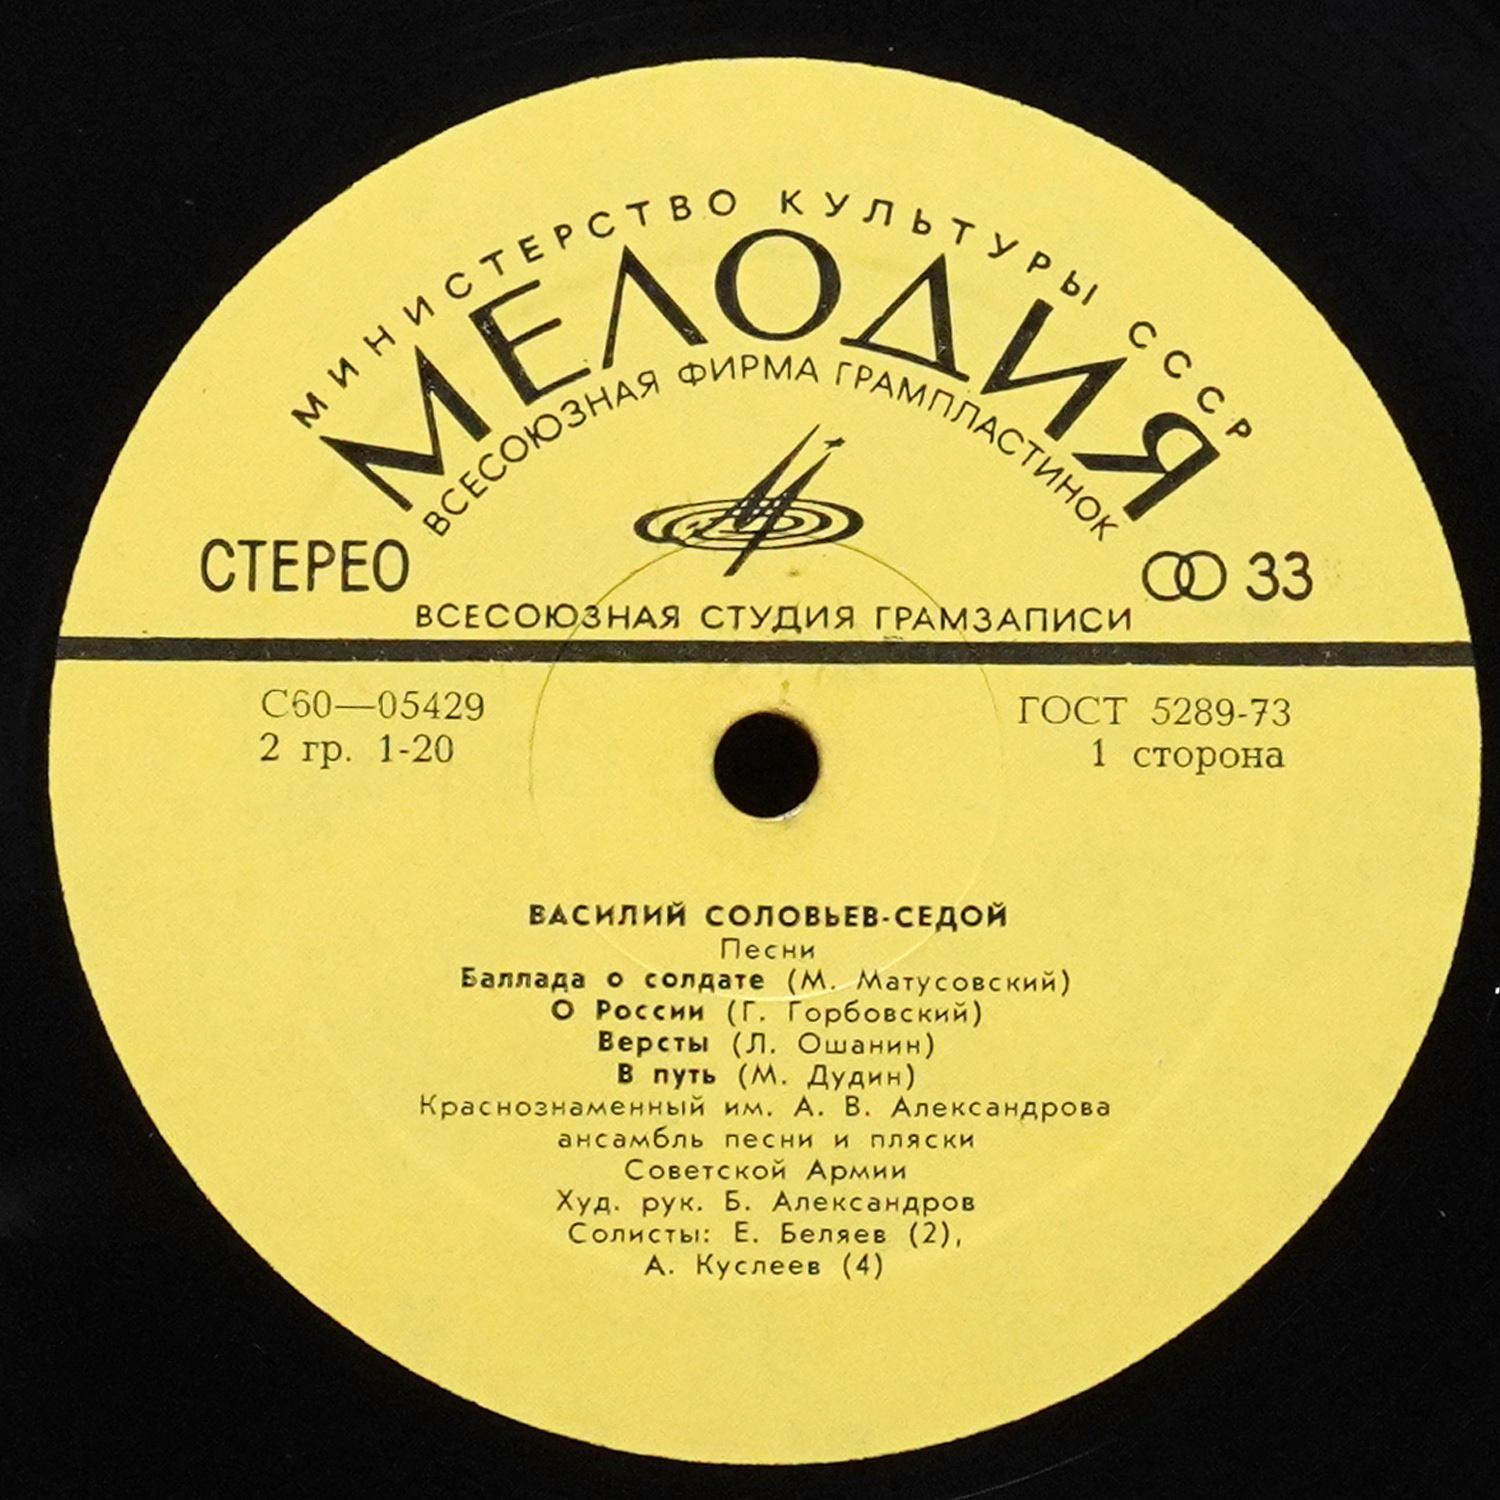 МИНИСТЕРСТВО КУЛЬТУРЫ СССР
МЕЛОДИЯ
ВСЕСОЮЗНАЯ ФИРМА ГРАМПЛАСТИНОК
СТЕРЕО
33
ВСЕСОЮЗНАЯ СТУДИЯ ГРАМЗАПИСИ
С60—05429
ГОСТ 5289-73
2 гр. 1-20
1 сторона
ВАСИЛИЙ СОЛОВЬЕВ-СЕДОЙ
Песни
Баллада о солдате (М. Матусовский)
О России (Г. Горбовский)
Версты (Л. Ошанин)
В путь (М. Дудин)
Краснознаменный им. А. В. Александрова
ансамбль песни и пляски
Советской Армии
Худ. рук. Б. Александров
Солисты: Е. Беляев (2),
А. Куслеев (4)